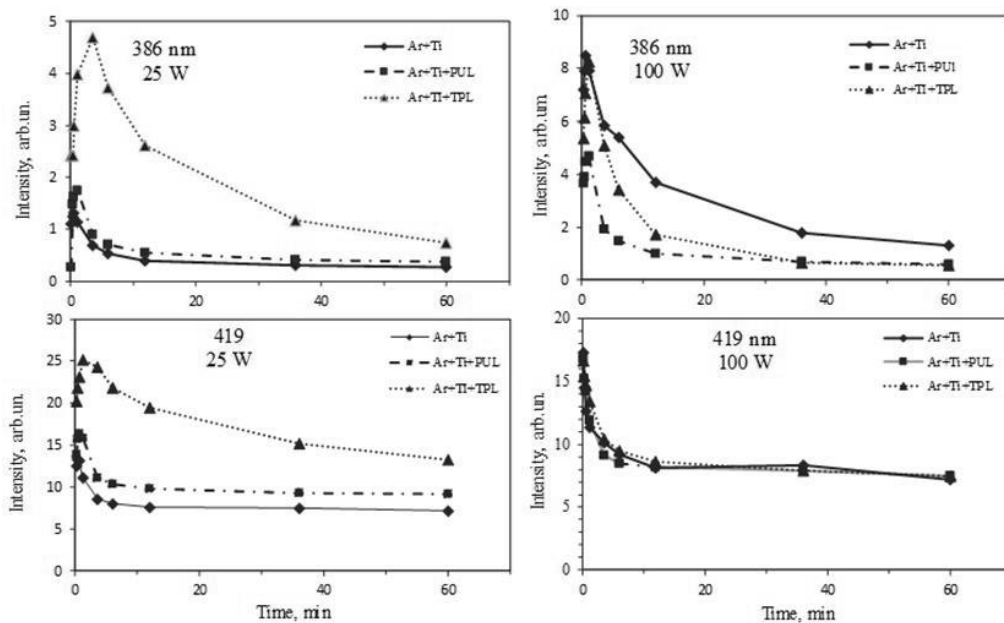 386 nm
25 W
Ar+Ti
Ar+Ti+PUL
Ar+Ti+TPL
Intensity, arb.un.
5
4
3
2
1
0
0
20
40
60
386 nm
100 W
Ar+Ti
Ar+Ti+PUl
Ar+Ti+TPL
Intensity, arb.um.
10
8
6
4
2
0
0
20
40
60
419
25 W
Ar+Ti
Ar+Ti+PUL
Ar+Ti+TPL
Intensity, arb.un.
30
25
20
15
10
5
0
0
20
40
60
Time, min
419 nm
100 W
Ar+Ti
Ar+Ti+PUL
Ar+Ti+TPL
Intensity, arb.un.
20
15
10
5
0
0
20
40
60
Time, min